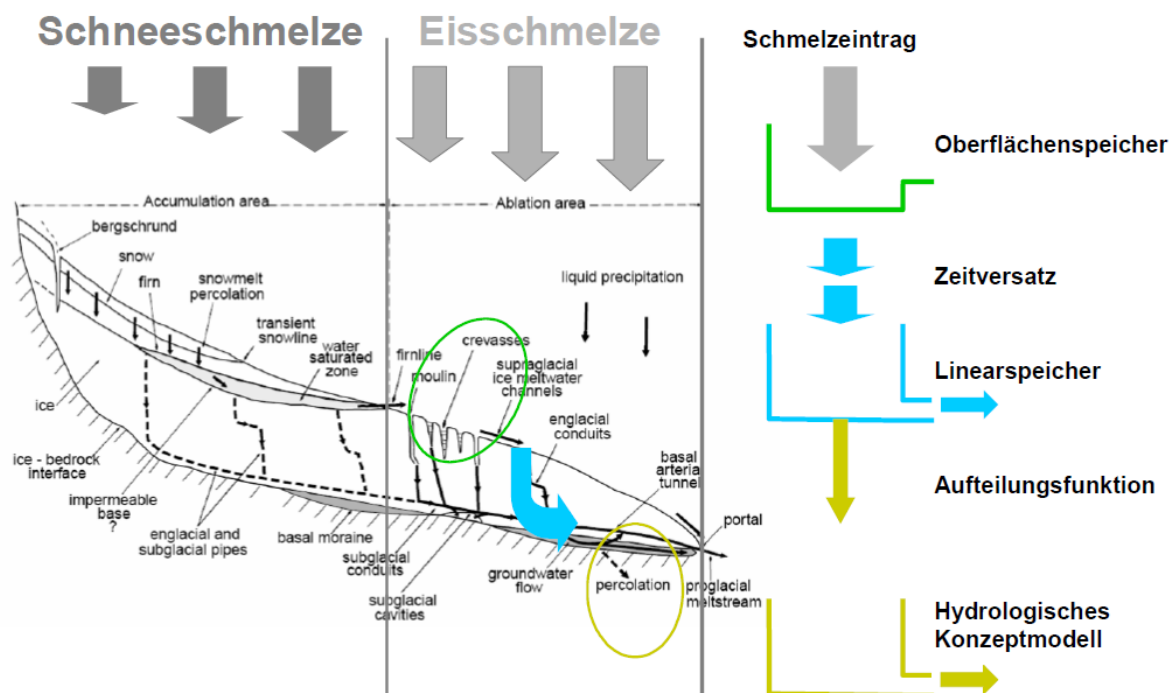 Schneeschmelze
Eisschmelze
Schmelzeintrag
Oberflächenspeicher
Accumulation area
Ablation area
bergschrund
snow
firn
snowmelt
percolation
transient
snowline
water
saturated
zone
liquid precipitation
Zeitversatz
firnline
moulin
crevasses
supraglacial
ice meltwater
channels
Linearspeicher
ice
englacial
conduits
ice - bedrock
interface
impermeable
base
?
englacial and
subglacial pipes
basal moraine
subglacial
conduits
subglacial
cavities
groundwater
flow
percolation
basal
arteria
tunnel
portal
proglacial
meltstream
Aufteilungsfunktion
Hydrologisches
Konzeptmodell